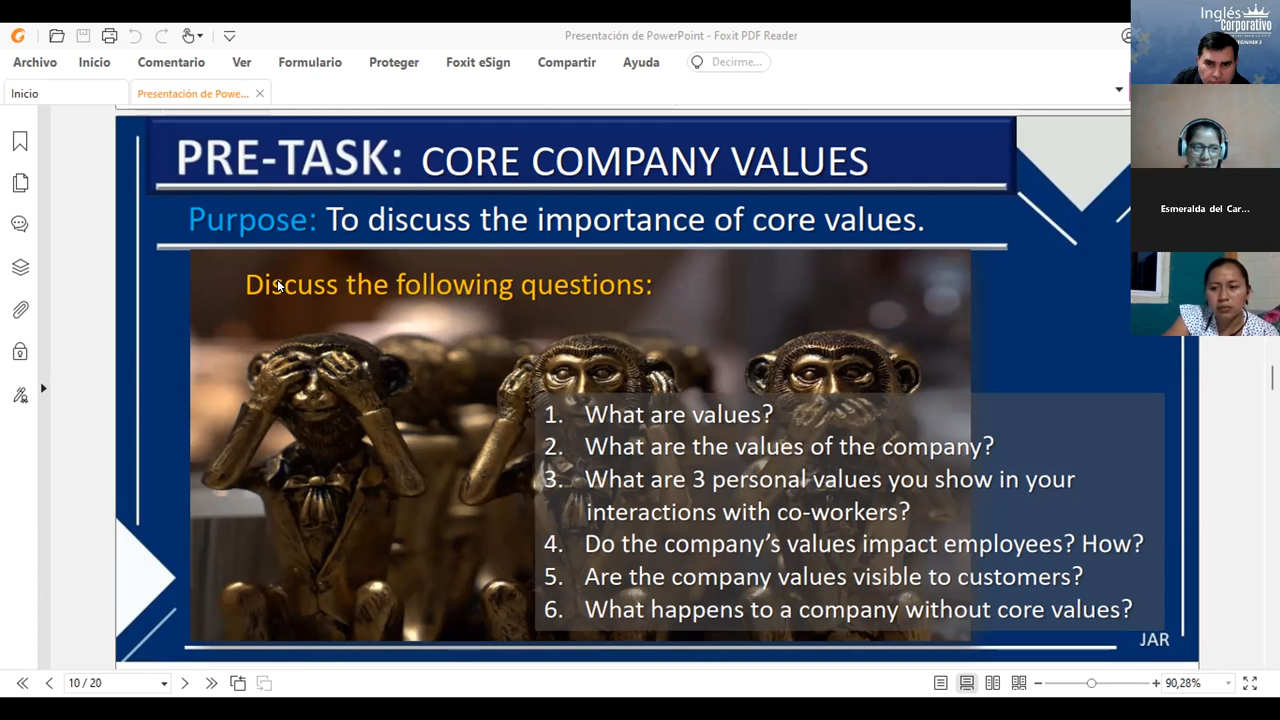 Presentación de PowerPoint - Foxit PDF Reader
Archivo Inicio Comentario Ver Formulario Proteger Foxit eSign Compartir Ayuda Decirme...
Inicio Presentación de Powe...
Inglés
Corporativo
PRE-TASK: CORE COMPANY VALUES
Purpose: To discuss the importance of core values.
Esmeralda del Car...
Discuss the following questions:
1. What are values?
2. What are the values of the company?
3. What are 3 personal values you show in your
interactions with co-workers?
4. Do the company's values impact employees? How?
5. Are the company values visible to customers?
6. What happens to a company without core values?
JAR
10 / 20
90,28%